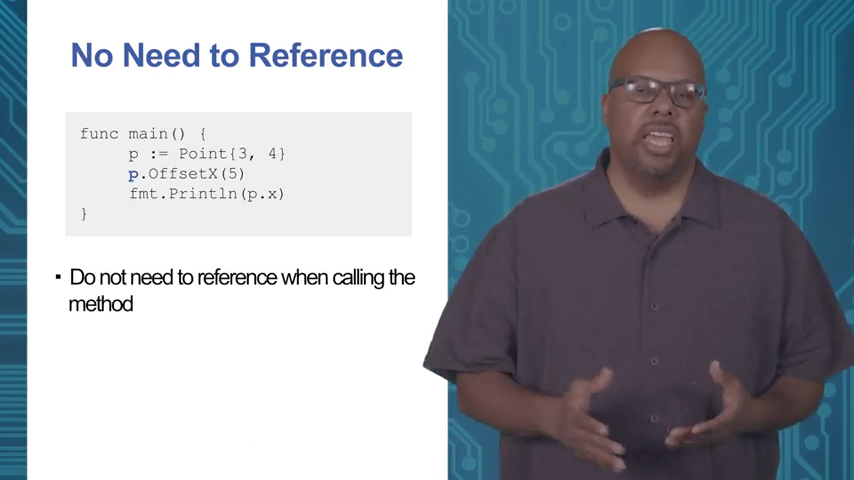 No Need to Reference
func main() {
p := Point{3, 4}
p.OffsetX(5)
fmt.Println(p.x)
}
▪ Do not need to reference when calling the
method